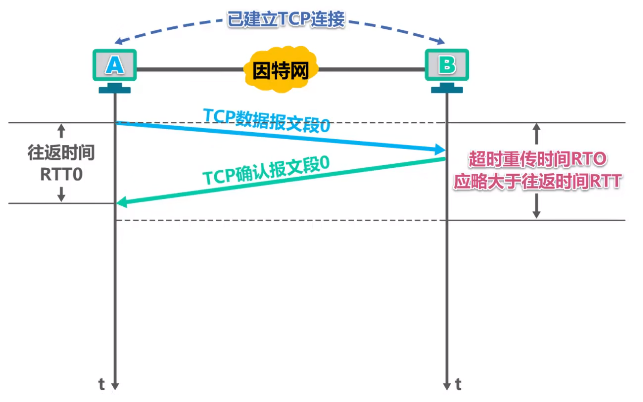 已建立TCP连接
A
因特网
B
TCP数据报文段0
往返时间
RTT0
TCP确认报文段0
超时重传时间RTO
应略大于往返时间RTT
t
t